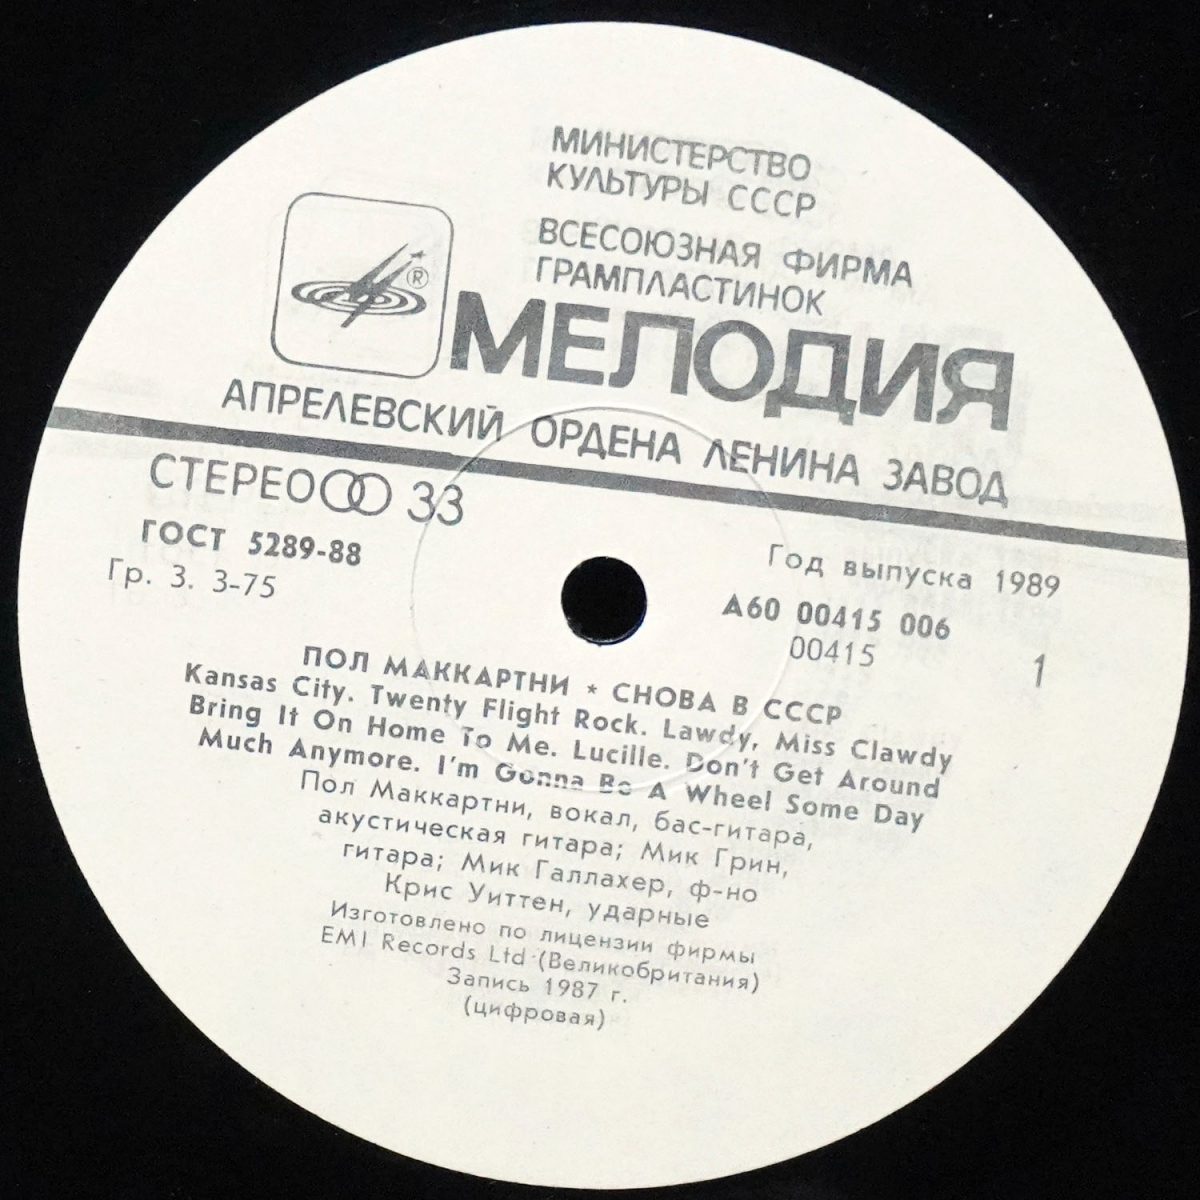 МИНИСТЕРСТВО
КУЛЬТУРЫ СССР
ВСЕСОЮЗНАЯ ФИРМА
ГРАМПЛАСТИНОК
®
МЕЛОДИЯ
АПРЕЛЕВСКИЙ ОРДЕНА ЛЕНИНА ЗАВОД
СТЕРЕО 33
ГОСТ 5289-88
Гр. 3. 3-75
Год выпуска 1989
А60 00415 006
00415
1
ПОЛ МАККАРТНИ * СНОВА В СССР
Kansas City. Twenty Flight Rock. Lawdy, Miss Clawdy
Bring It On Home To Me. Lucille. Don't Get Around
Much Anymore. I'm Gonna Be A Wheel Some Day
Пол Маккартни, вокал, бас-гитара,
акустическая гитара; Мик Грин,
гитара; Мик Галлахер, ф-но
Крис Уиттен, ударные
Изготовлено по лицензии фирмы
EMI Records Ltd (Великобритания)
Запись 1987 г.
(цифровая)